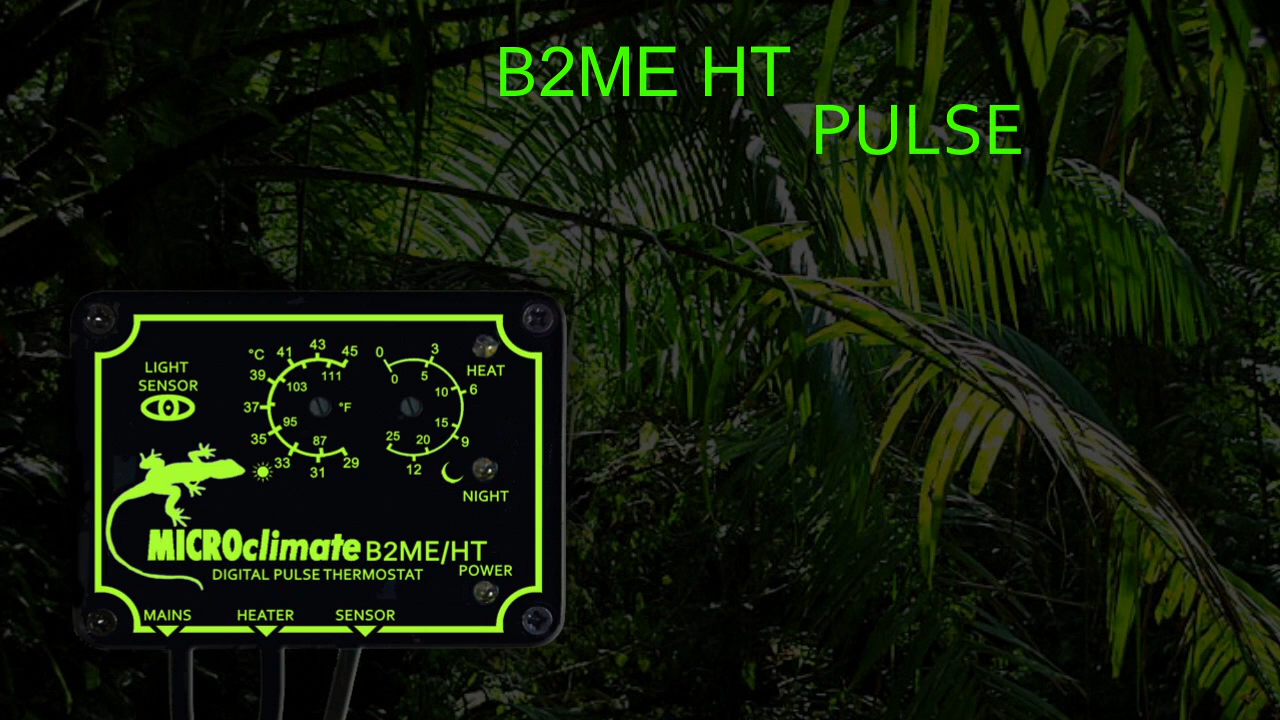 B2ME HT
PULSE
LIGHT
SENSOR
°C
29
31
33
35
37
39
41
43
45
°F
87
95
103
111
0
3
6
9
12
0
5
10
15
20
25
HEAT
NIGHT
MICROclimate B2ME/HT
DIGITAL PULSE THERMOSTAT
POWER
MAINS HEATER SENSOR